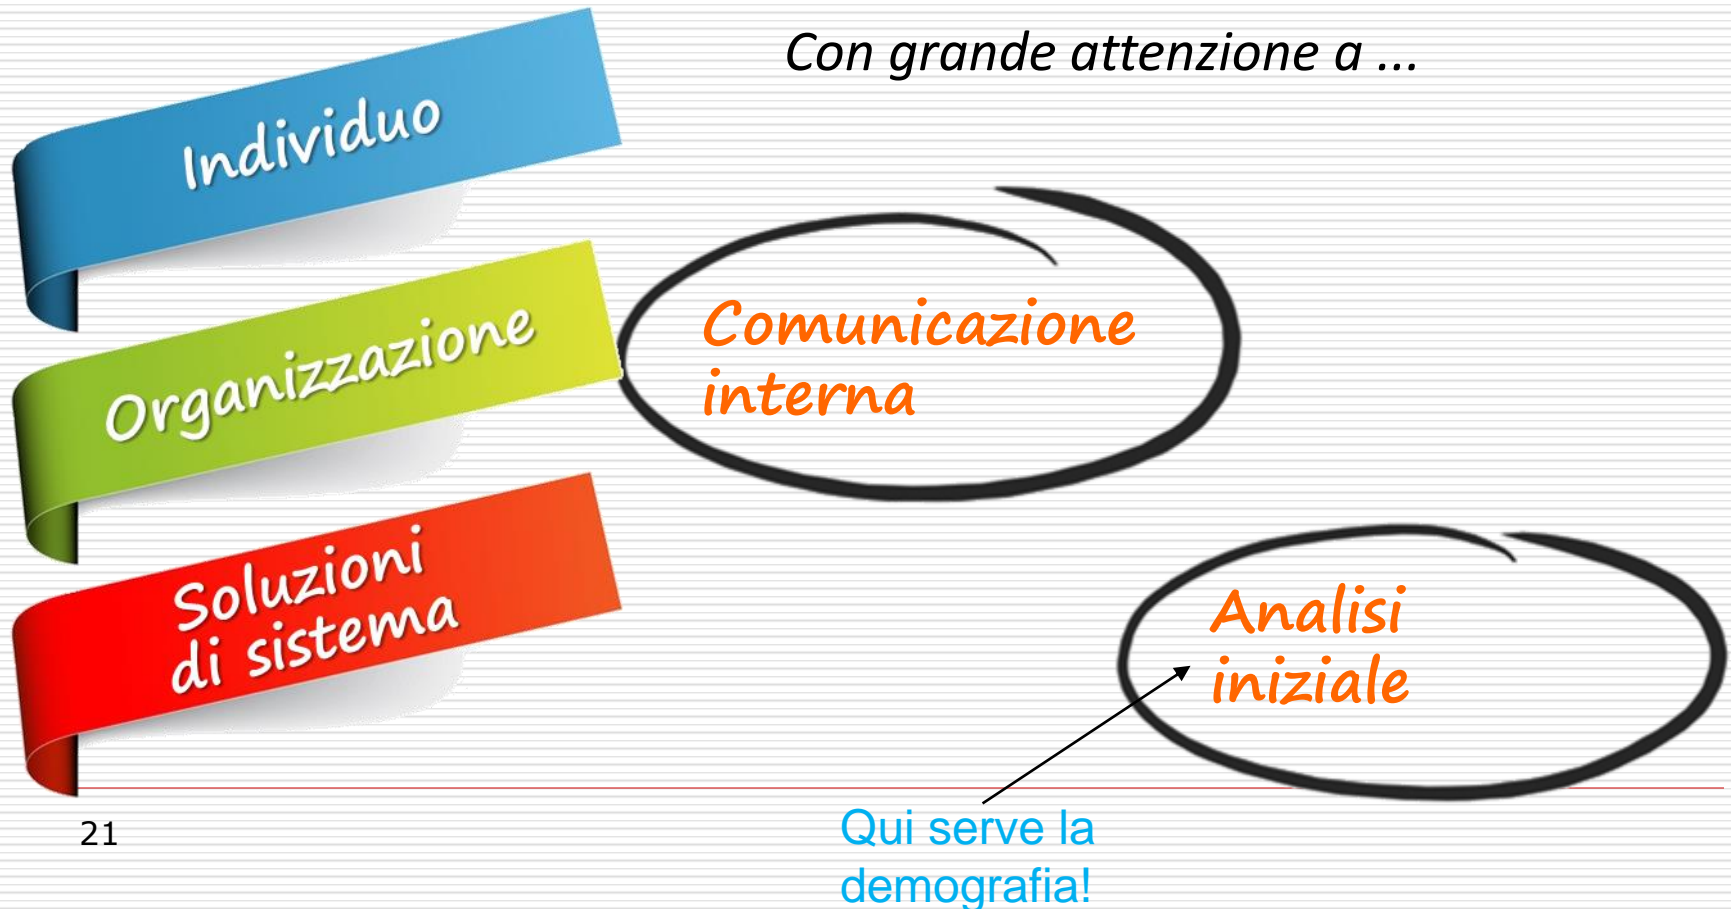 Con grande attenzione a ...
Individuo
Organizzazione
Comunicazione
interna
Soluzioni
di sistema
Analisi
iniziale
21
Qui serve la
demografia!